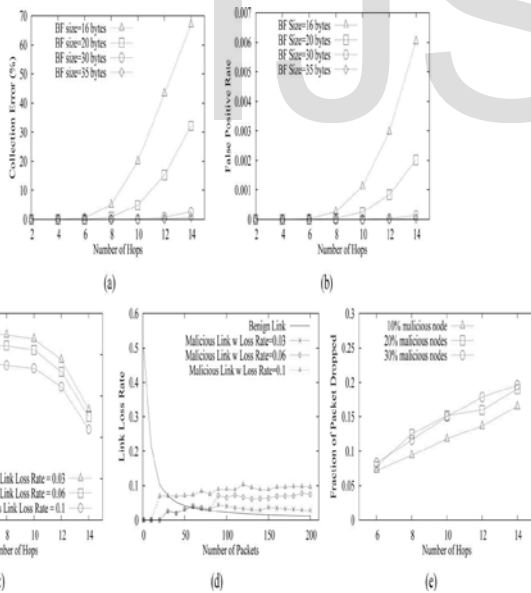 IJS
70
60
50
40
30
20
10
0
Collection Error (%)
BF size=16 bytes
BF size=20 bytes
BF size=30 bytes
BF size=35 bytes
2 4 6 8 10 12 14
Number of Hops
(a)
0.007
0.006
0.005
0.004
0.003
0.002
0.001
0
False Positive Rate
BF Size=16 bytes
BF Size=20 bytes
BF Size=30 bytes
BF Size=35 bytes
2 4 6 8 10 12 14
Number of Hops
(b)
Link Loss Rate = 0.03
Link Loss Rate = 0.06
s Link Loss Rate = 0.1
8 10 12 14
mber of Hops
:)
0.6
0.5
0.4
0.3
0.2
0.1
0
Link Loss Rate
Benign Link
Malicious Link w Loss Rate=0.03
Malicious Link w Loss Rate=0.06
Malicious Link w Loss Rate=0.1
0 50 100 150 200
Number of Packets
(d)
0.3
0.25
0.2
0.15
0.1
0.05
0
Fraction of Packet Dropped
10% malicious node
20% malicious nodes
30% malicious nodes
6 8 10 12 14
Number of Hops
(e)